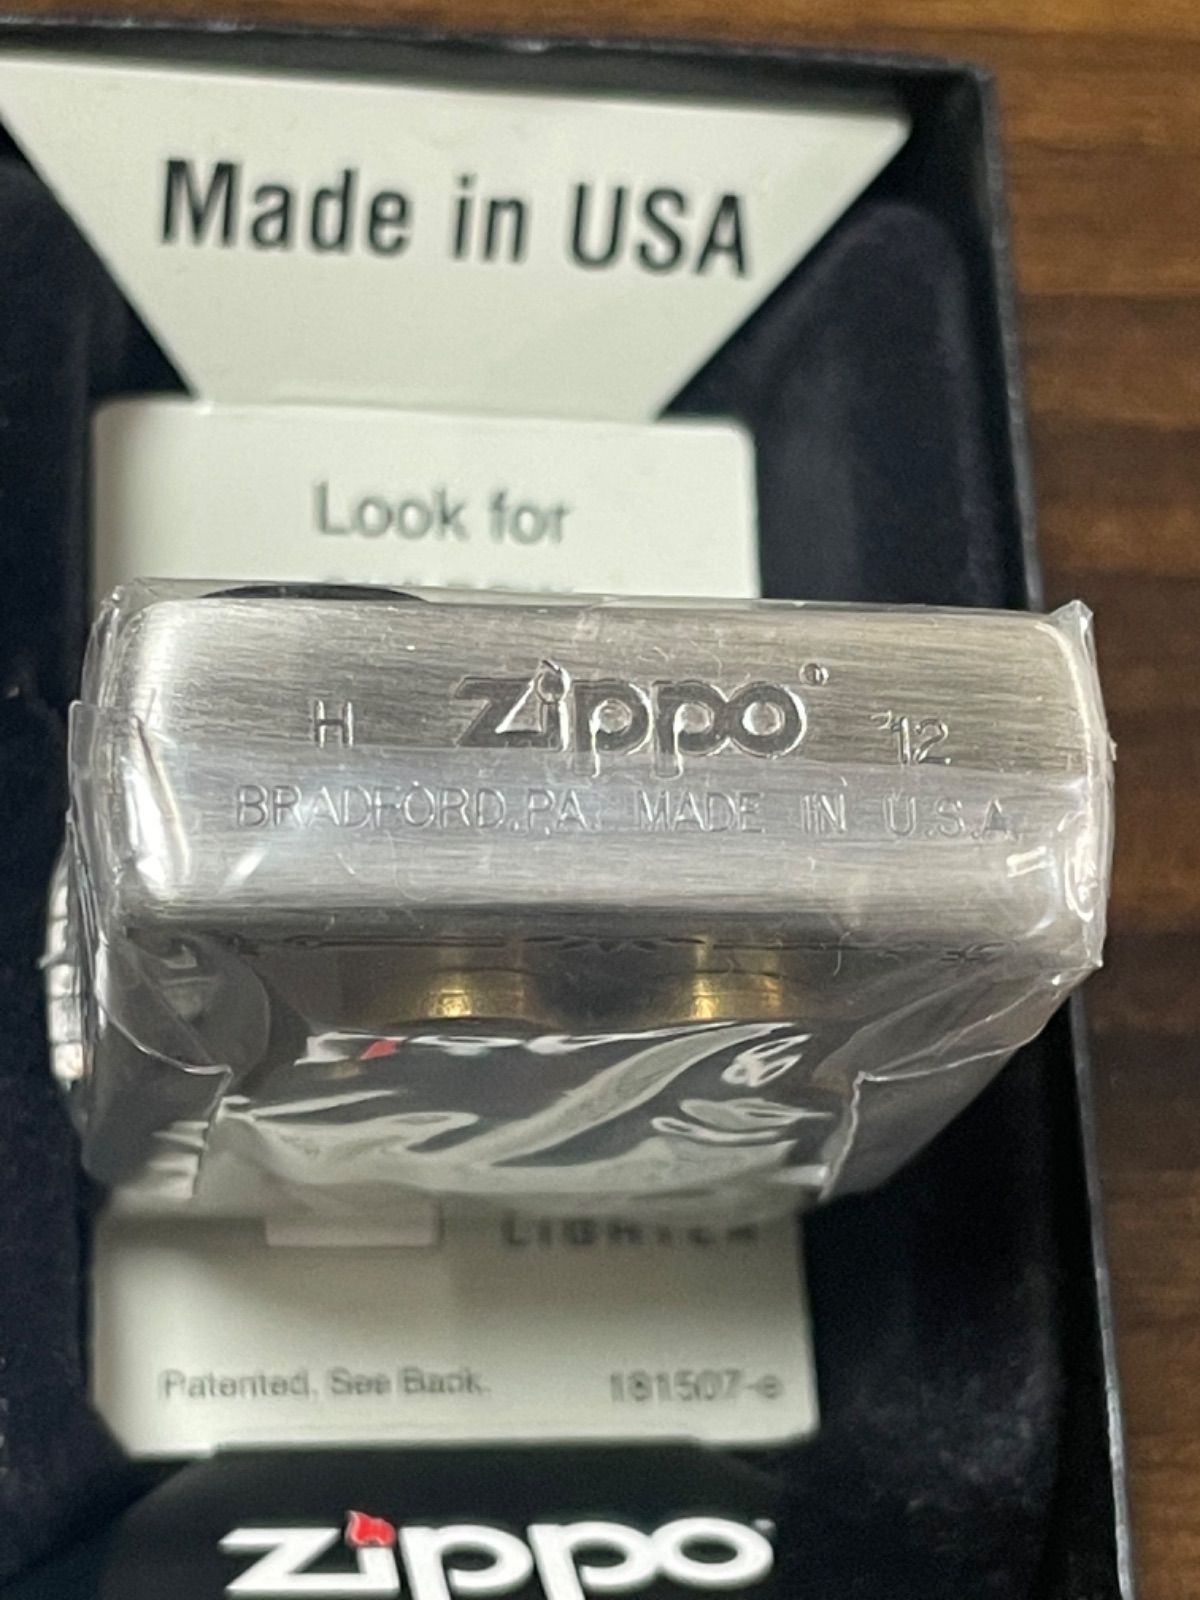 Made in USA
Look for
H zippo® '12
BRADFORD,PA. MADE IN U.S.A.
LIGHTER
Patented, See Back. 181507-e
zippo